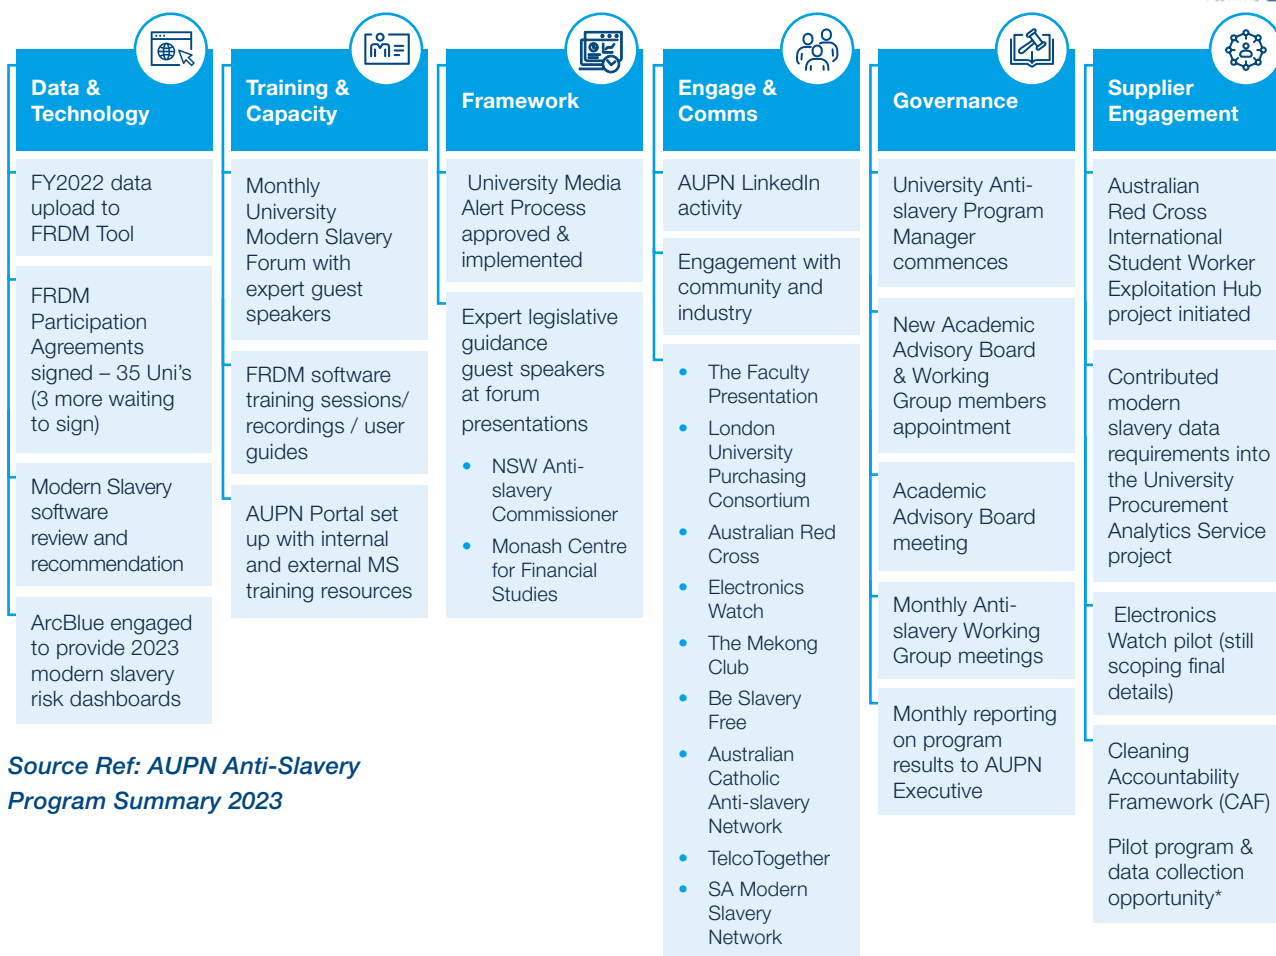 Data &
Technology
FY2022 data
upload to
FRDM Tool
FRDM
Participation
Agreements
signed – 35 Uni's
(3 more waiting
to sign)
Modern Slavery
software
review and
recommendation
ArcBlue engaged
to provide 2023
modern slavery
risk dashboards
Training &
Capacity
Monthly
University
Modern Slavery
Forum with
expert guest
speakers
FRDM software
training sessions/
recordings / user
guides
AUPN Portal set
up with internal
and external MS
training resources
Framework
University Media
Alert Process
approved &
implemented
Expert legislative
guidance
guest speakers
at forum
presentations
• NSW Anti-
slavery
Commissioner
• Monash Centre
for Financial
Studies
Engage &
Comms
AUPN LinkedIn
activity
Engagement with
community and
industry
• The Faculty
Presentation
• London
University
Purchasing
Consortium
• Australian Red
Cross
• Electronics
Watch
• The Mekong
Club
• Be Slavery
Free
• Australian
Catholic
Anti-slavery
Network
• TelcoTogether
• SA Modern
Slavery
Network
Governance
University Anti-
slavery Program
Manager
commences
New Academic
Advisory Board
& Working
Group members
appointment
Academic
Advisory Board
meeting
Monthly Anti-
slavery Working
Group meetings
Monthly reporting
on program
results to AUPN
Executive
Supplier
Engagement
Australian
Red Cross
International
Student Worker
Exploitation Hub
project initiated
Contributed
modern
slavery data
requirements into
the University
Procurement
Analytics Service
project
Electronics
Watch pilot (still
scoping final
details)
Cleaning
Accountability
Framework (CAF)
Pilot program &
data collection
opportunity*
Source Ref: AUPN Anti-Slavery
Program Summary 2023